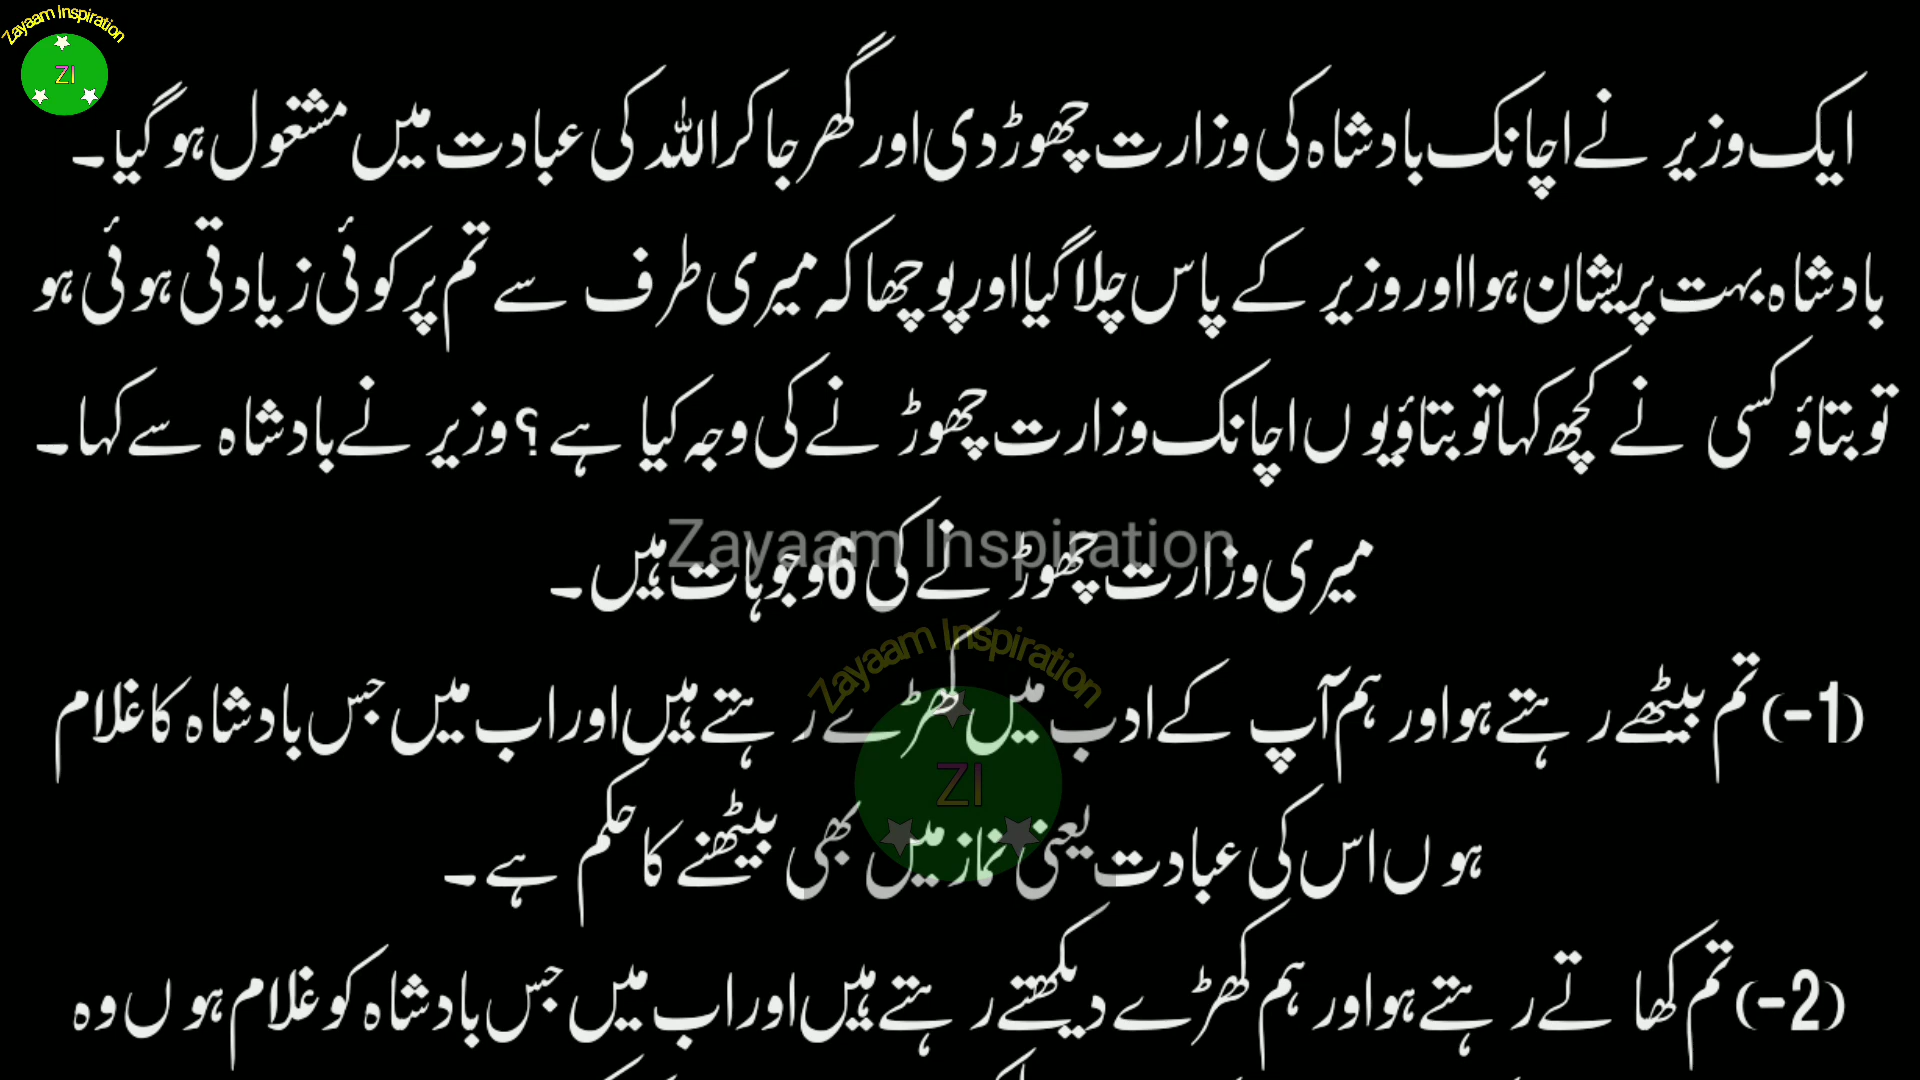 Zayaam Inspiration
ZI
ایک وزیر نے اچانک بادشاہ کی وزارت چھوڑ دی اور گھر جا کر اللہ کی عبادت میں مشغول ہو گیا۔
بادشاہ بہت پریشان ہوا اور وزیر کے پاس چلا گیا اور پوچھا کہ میری طرف سے تم پر کوئی زیادتی ہوئی ہو
تو بتاؤ کسی نے کچھ کہا تو بتاؤ یوں اچانک وزارت چھوڑ نے کی وجہ کیا ہے؟ وزیر نے بادشاہ سے کہا۔
Zayaam Inspiration
میری وزارت چھوڑ نے کی 6 وجوہات ہیں۔
Zayaam Inspiration
(1-) تم بیٹھے رہتے ہو اور ہم آپ کے ادب میں کھڑے رہتے ہیں اور اب میں جس بادشاہ کا غلام
ZI
ہوں اس کی عبادت یعنی نماز میں بھی بیٹھنے کا حکم ہے۔
(2-) تم کھا تے رہتے ہو اور ہم کھڑے دیکھتے رہتے ہیں اور اب میں جس بادشاہ کو غلام ہوں وہ